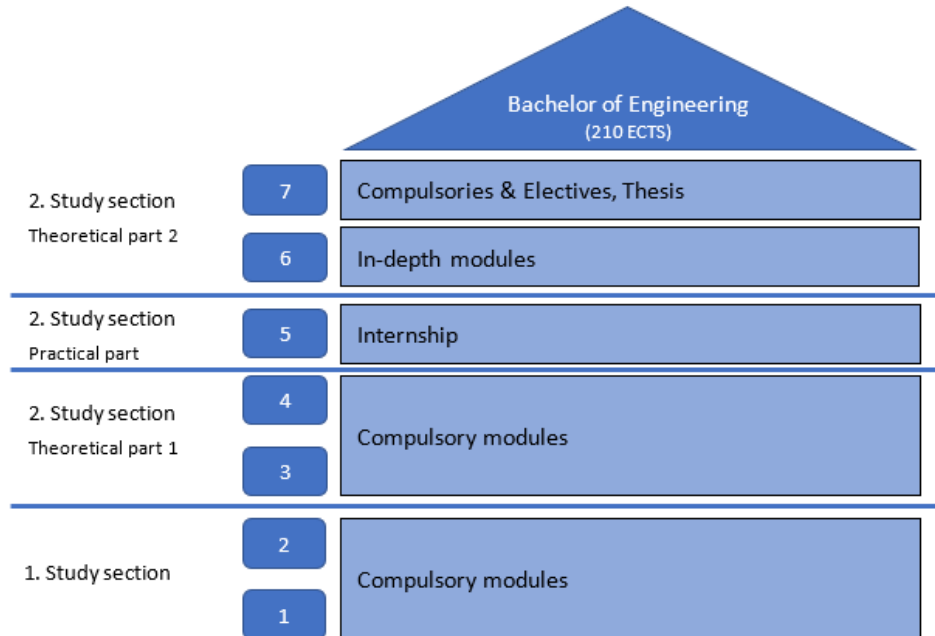 Bachelor of Engineering
(210 ECTS)
2. Study section
Theoretical part 2
7
Compulsories & Electives, Thesis
6
In-depth modules
2. Study section
Practical part
5
Internship
2. Study section
Theoretical part 1
4
3
Compulsory modules
1. Study section
2
1
Compulsory modules